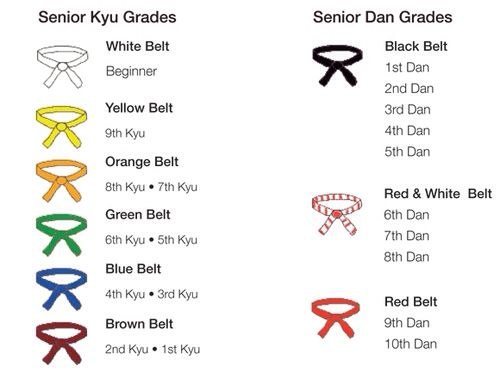 Senior Kyu Grades
White Belt
Beginner
Yellow Belt
9th Kyu
Orange Belt
8th Kyu • 7th Kyu
Green Belt
6th Kyu • 5th Kyu
Blue Belt
4th Kyu • 3rd Kyu
Brown Belt
2nd Kyu • 1st Kyu
Senior Dan Grades
Black Belt
1st Dan
2nd Dan
3rd Dan
4th Dan
5th Dan
Red & White Belt
6th Dan
7th Dan
8th Dan
Red Belt
9th Dan
10th Dan